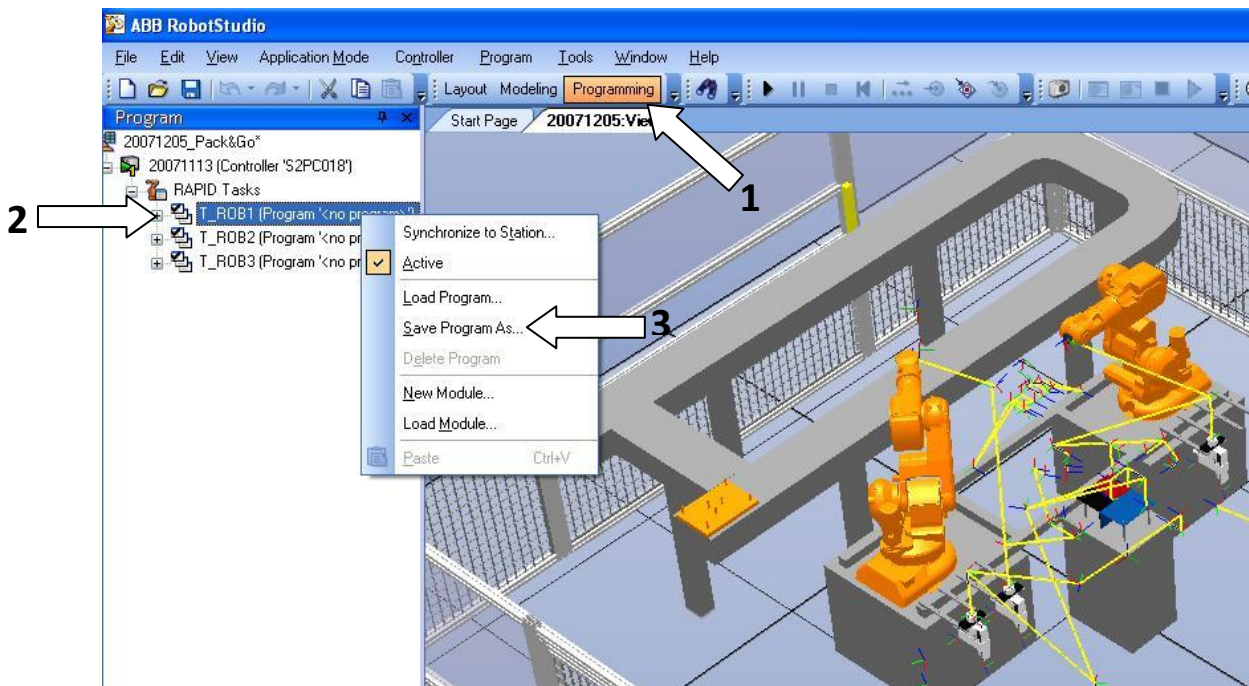 ABB RobotStudio
File Edit View Application Mode Controller Program Tools Window Help
Layout Modeling Programming
Program
Start Page 20071205:View
20071205_Pack&Go*
20071113 (Controller 'S2PC018')
RAPID Tasks
T_ROB1 (Program '<no program>')
T_ROB2 (Program '<no pr
T_ROB3 (Program '<no pr
Synchronize to Station...
Active
Load Program...
Save Program As...
Delete Program
New Module...
Load Module...
Paste Ctrl+V
1
2
3